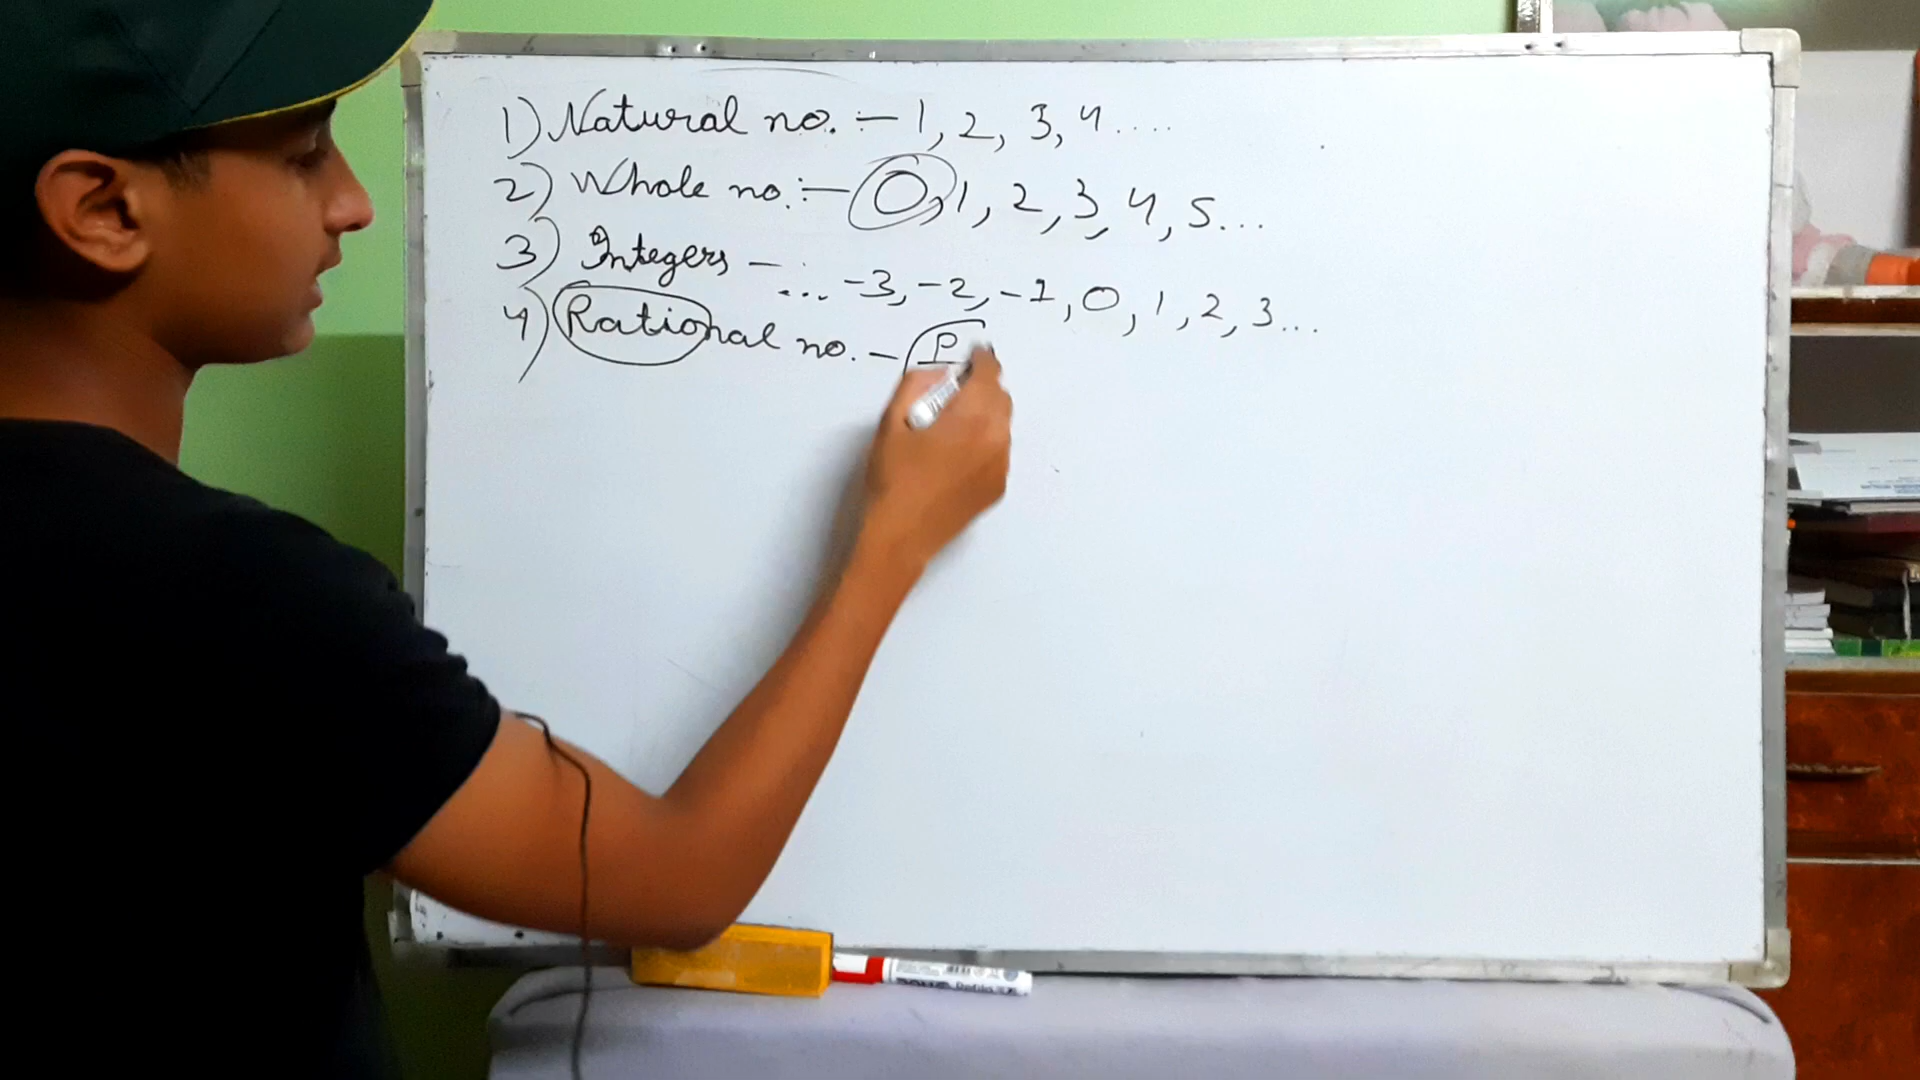 1) Natural no. :- 1, 2, 3, 4....
2) Whole no. :- 0, 1, 2, 3, 4, 5...
3) Integers - ... -3, -2, -1, 0, 1, 2, 3...
4) Rational no. - P